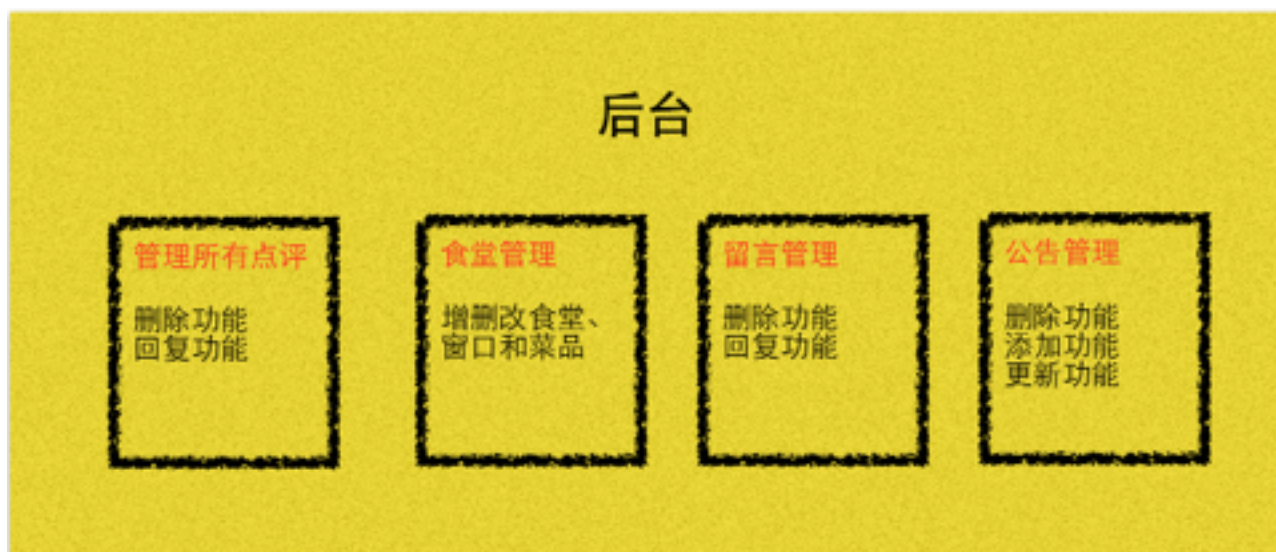 后台
管理所有点评
删除功能
回复功能
食堂管理
增删改食堂、
窗口和菜品
留言管理
删除功能
回复功能
公告管理
删除功能
添加功能
更新功能